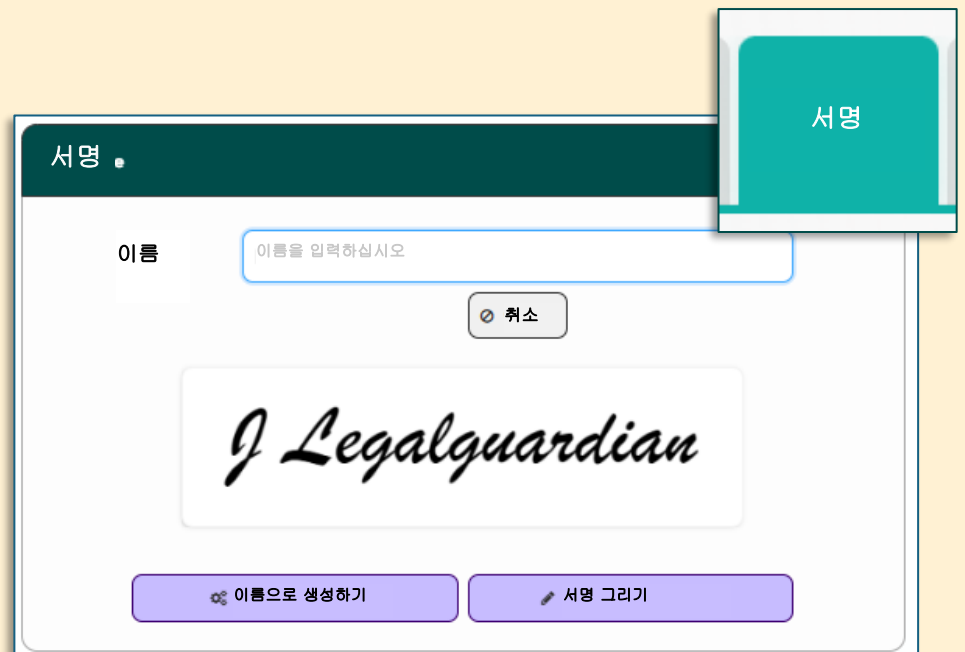 서명
서명
이름
이름을 입력하십시오
취소
J Legalguardian
이름으로 생성하기
서명 그리기